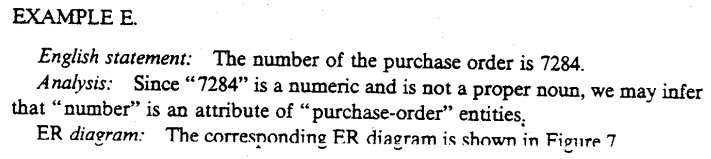 EXAMPLE E.
English statement: The number of the purchase order is 7284.
Analysis: Since “7284” is a numeric and is not a proper noun, we may infer
that “number” is an attribute of “purchase-order” entities.
ER diagram: The corresponding ER diagram is shown in Figure 7